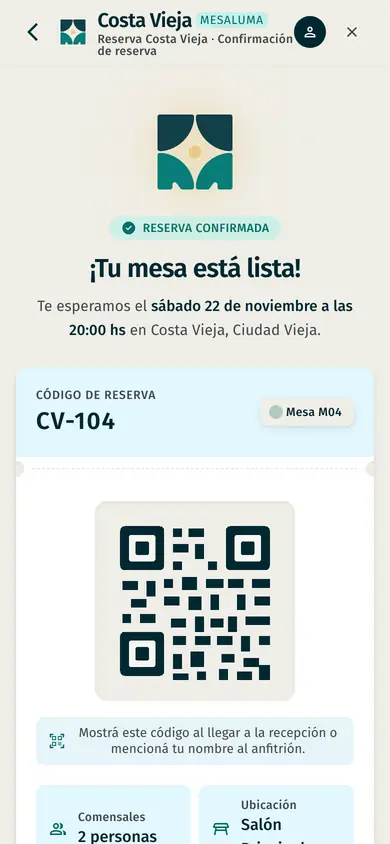 Costa Vieja MESALUMA
Reserva Costa Vieja · Confirmación
de reserva
RESERVA CONFIRMADA
¡Tu mesa está lista!
Te esperamos el sábado 22 de noviembre a las
20:00 hs en Costa Vieja, Ciudad Vieja.
CÓDIGO DE RESERVA
CV-104
Mesa M04
Mostrá este código al llegar a la recepción o
mencioná tu nombre al anfitrión.
Comensales
2 personas
Ubicación
Salón